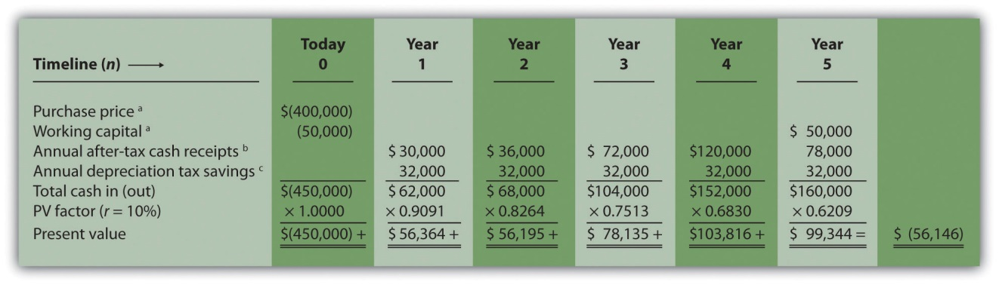 Today Year Year Year Year Year
Timeline (n) ⟶ 0 1 2 3 4 5
Purchase price a $(400,000)
Working capital a (50,000) $ 50,000
Annual after-tax cash receipts b $ 30,000 $ 36,000 $ 72,000 $120,000 78,000
Annual depreciation tax savings c 32,000 32,000 32,000 32,000 32,000
Total cash in (out) $(450,000) $ 62,000 $ 68,000 $104,000 $152,000 $160,000
PV factor (r = 10%) × 1.0000 × 0.9091 × 0.8264 × 0.7513 × 0.6830 × 0.6209
Present value $(450,000) + $ 56,364 + $ 56,195 + $ 78,135 + $103,816 + $ 99,344 = $ (56,146)